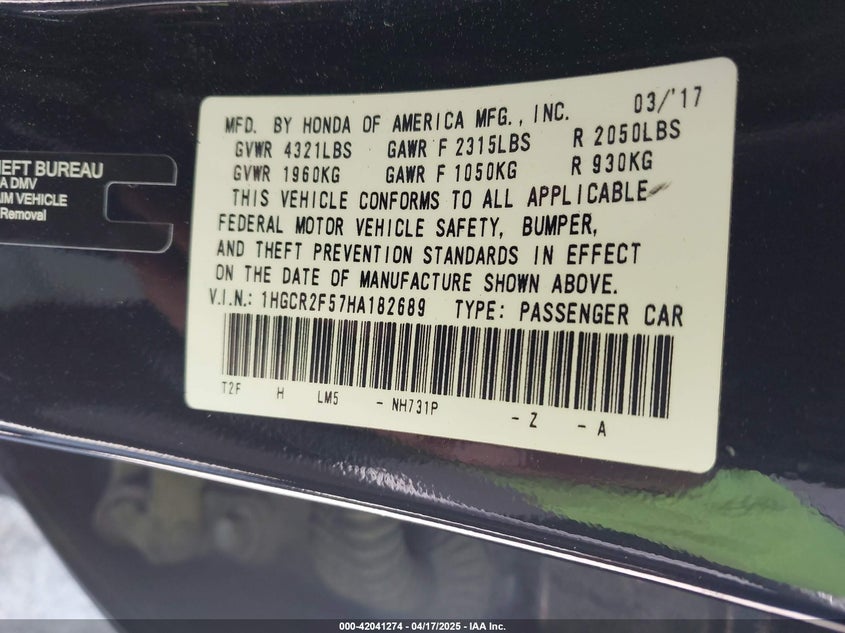 MFD. BY HONDA OF AMERICA MFG., INC. 03/'17
GVWR 4321LBS GAWR F 2315LBS R 2050LBS
GVWR 1960KG GAWR F 1050KG R 930KG
THIS VEHICLE CONFORMS TO ALL APPLICABLE
FEDERAL MOTOR VEHICLE SAFETY, BUMPER,
AND THEFT PREVENTION STANDARDS IN EFFECT
ON THE DATE OF MANUFACTURE SHOWN ABOVE.
V.I.N.: 1HGCR2F57HA182689 TYPE: PASSENGER CAR
T2F H LM5 - NH731P - Z - A
HEFT BUREAU
A DMV
AIM VEHICLE
Removal
000-42041274 - 04/17/2025 - IAA Inc.